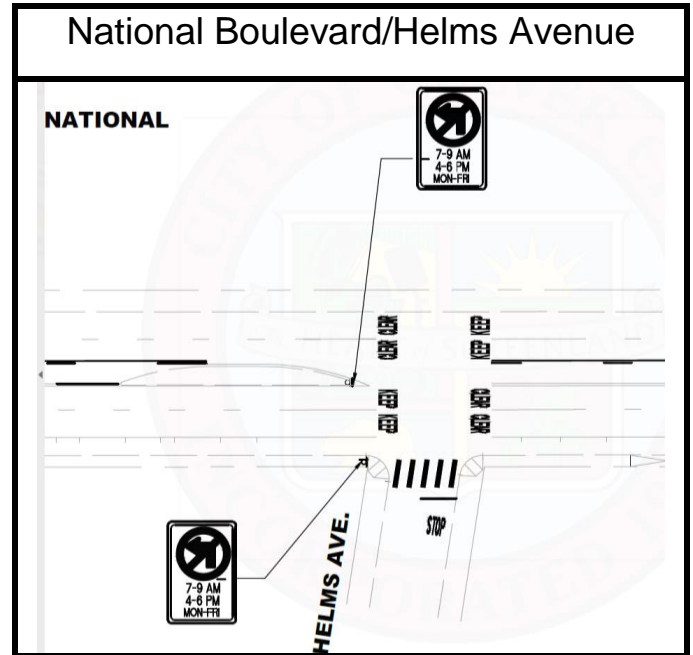 National Boulevard/Helms Avenue
NATIONAL
7-9 AM
4-6 PM
MON-FRI
CLEAR KEEP
CLEAR KEEP
KEEP CLEAR
KEEP CLEAR
STOP
HELMS AVE.
7-9 AM
4-6 PM
MON-FRI